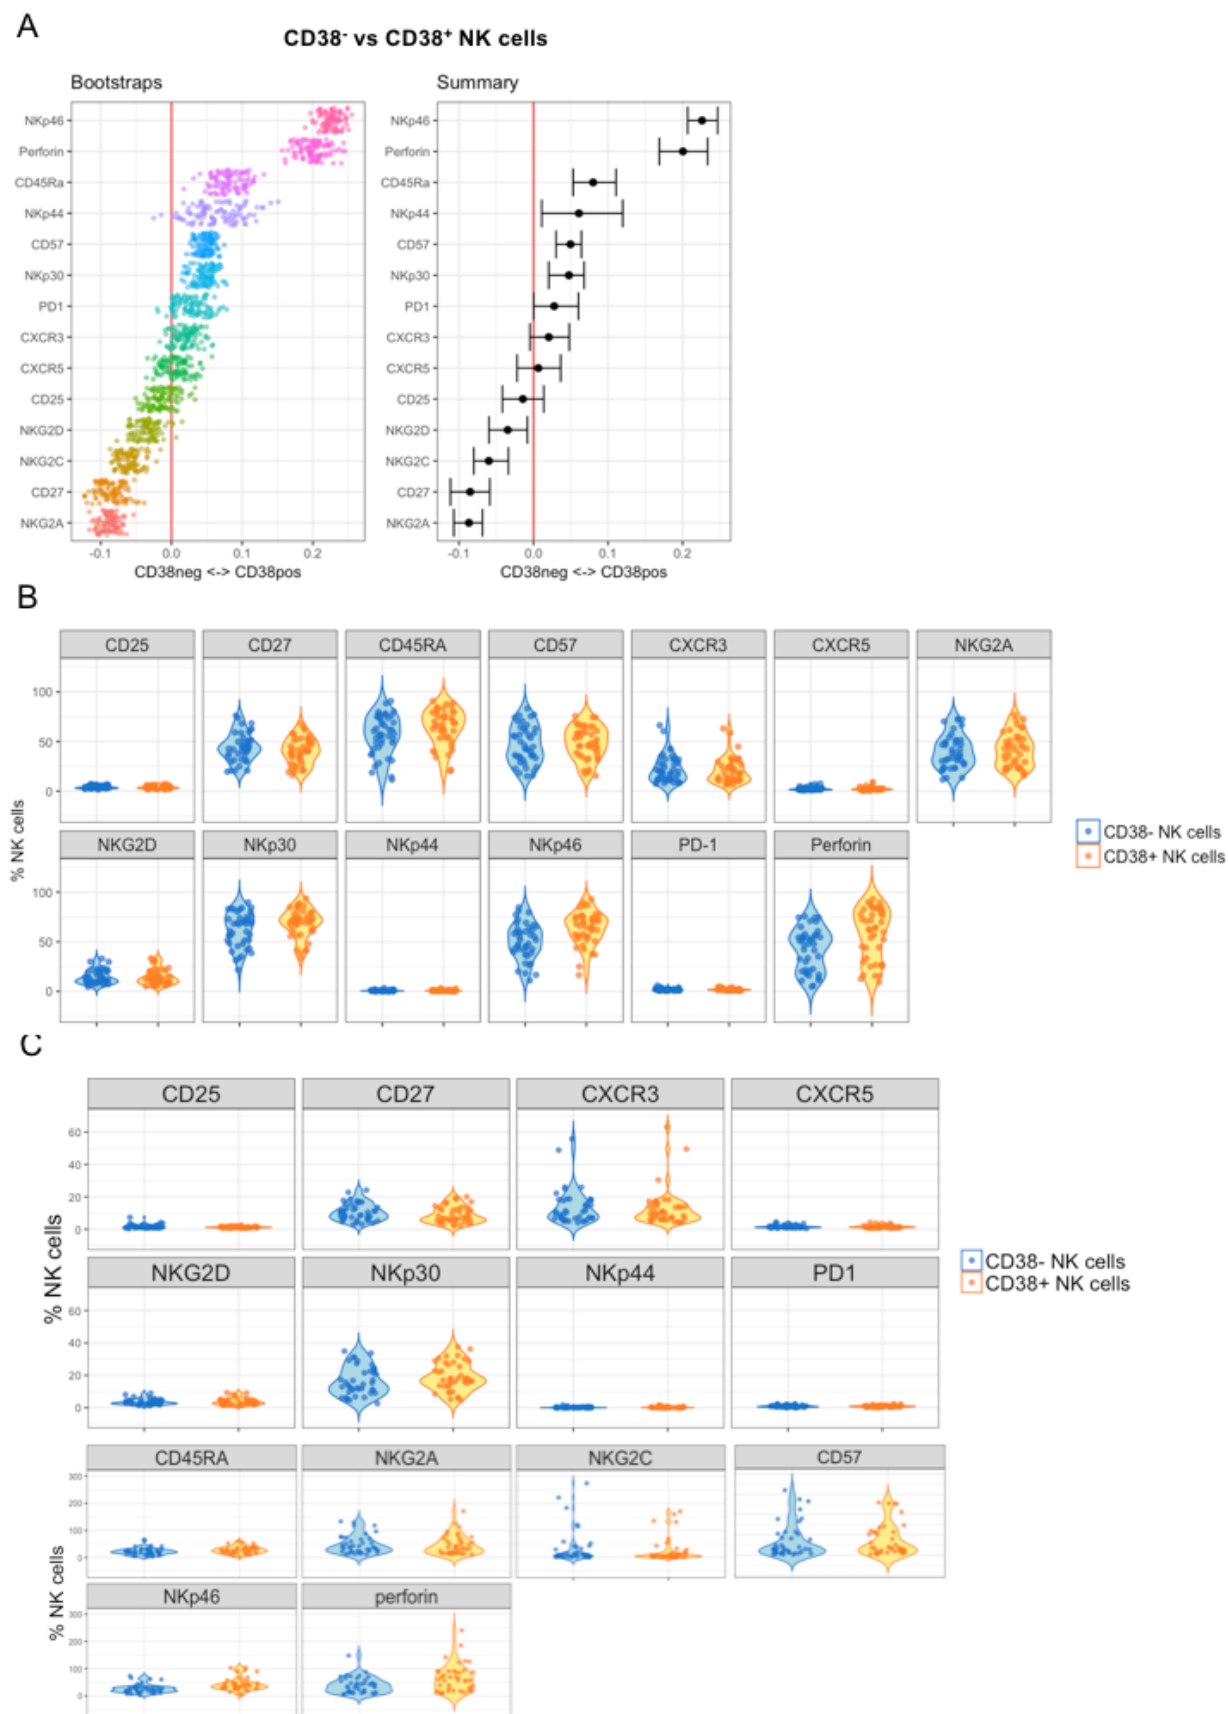 A
CD38- vs CD38+ NK cells
Bootstraps
Summary
NKp46
Perforin
CD45Ra
NKp44
CD57
NKp30
PD1
CXCR3
CXCR5
CD25
NKG2D
NKG2C
CD27
NKG2A
-0.1 0.0 0.1 0.2
CD38neg <-> CD38pos
NKp46
Perforin
CD45Ra
NKp44
CD57
NKp30
PD1
CXCR3
CXCR5
CD25
NKG2D
NKG2C
CD27
NKG2A
-0.1 0.0 0.1 0.2
CD38neg <-> CD38pos
B
CD25 CD27 CD45RA CD57 CXCR3 CXCR5 NKG2A
100
50
0
NKG2D NKp30 NKp44 NKp46 PD-1 Perforin
100
50
0
% NK cells
CD38- NK cells
CD38+ NK cells
C
CD25 CD27 CXCR3 CXCR5
60
40
20
0
NKG2D NKp30 NKp44 PD1
60
40
20
0
% NK cells
CD38- NK cells
CD38+ NK cells
CD45RA NKG2A NKG2C CD57
300
200
100
0
NKp46 perforin
300
200
100
0
% NK cells